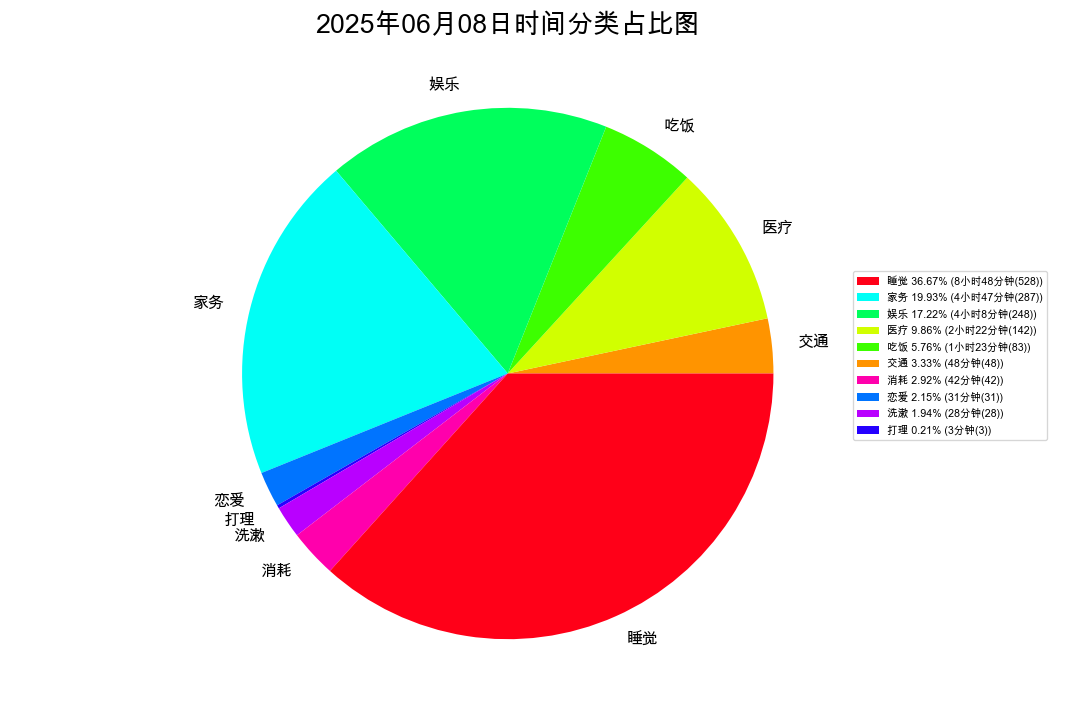 2025年06月08日时间分类占比图
娱乐
吃饭
医疗
家务
交通
恋爱
打理
洗漱
消耗
睡觉
睡觉 36.67% (8小时48分钟(528))
家务 19.93% (4小时47分钟(287))
娱乐 17.22% (4小时8分钟(248))
医疗 9.86% (2小时22分钟(142))
吃饭 5.76% (1小时23分钟(83))
交通 3.33% (48分钟(48))
消耗 2.92% (42分钟(42))
恋爱 2.15% (31分钟(31))
洗漱 1.94% (28分钟(28))
打理 0.21% (3分钟(3))